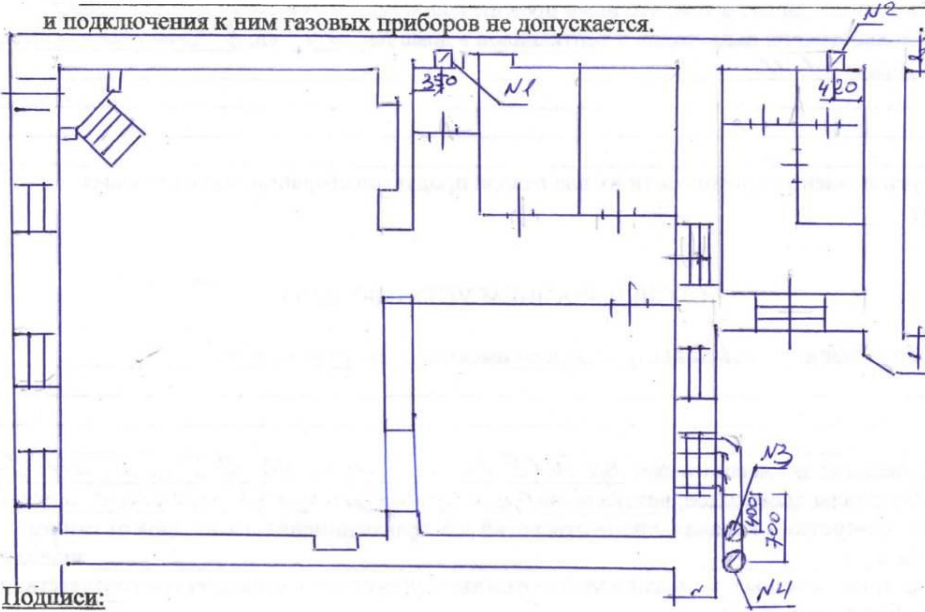 и подключения к ним газовых приборов не допускается.
N2
350
N1
420
N3
400
700
N4
Подписи: